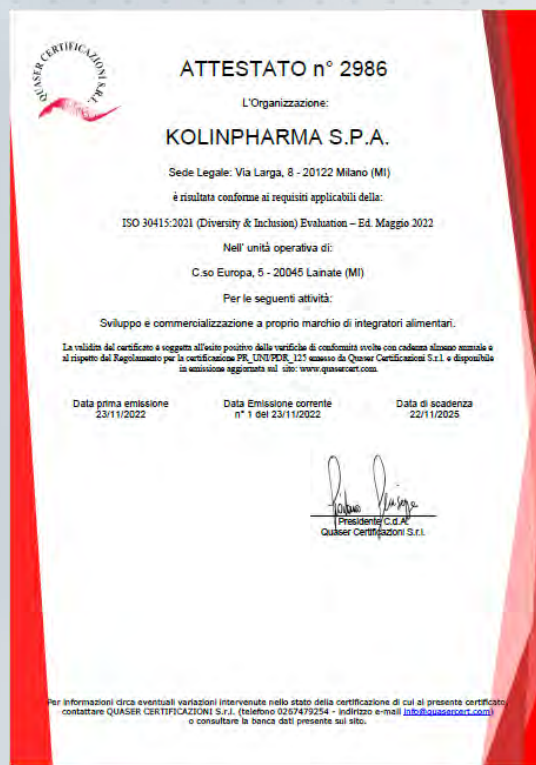 QUASER CERTIFICAZIONI S.R.L.
ATTESTATO n° 2986
L'Organizzazione:
KOLINPHARMA S.P.A.
Sede Legale: Via Larga, 8 - 20122 Milano (MI)
è risultata conforme ai requisiti applicabili della:
ISO 30415:2021 (Diversity & Inclusion) Evaluation – Ed. Maggio 2022
Nell' unità operativa di:
C.so Europa, 5 - 20045 Lainate (MI)
Per le seguenti attività:
Sviluppo e commercializzazione a proprio marchio di integratori alimentari.
La validità del certificato è soggetta all'esito positivo delle verifiche di conformità svolte con cadenza almeno annuale e
al rispetto del Regolamento per la certificazione PR_UNI/PDR_125 emesso da Quaser Certificazioni S.r.l. e disponibile
in emissione aggiornata sul sito: www.quasercert.com.
Data prima emissione Data Emissione corrente Data di scadenza
23/11/2022 n° 1 del 23/11/2022 22/11/2025
Presidente C.d.A.
Quaser Certificazioni S.r.l.
Per informazioni circa eventuali variazioni intervenute nello stato della certificazione di cui al presente certificato,
contattare QUASER CERTIFICAZIONI S.r.l. (telefono 0267479254 - indirizzo e-mail info@quasercert.com)
o consultare la banca dati presente sul sito.